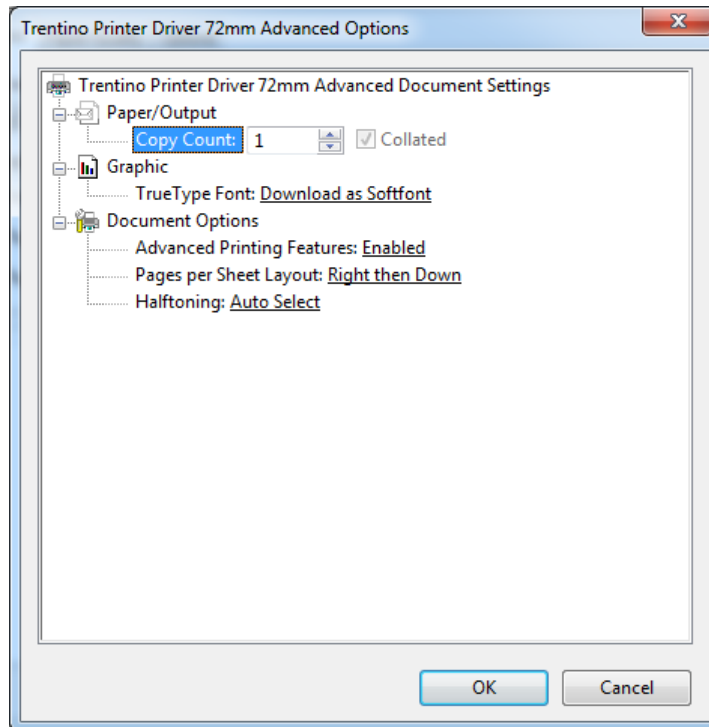 Trentino Printer Driver 72mm Advanced Options
Trentino Printer Driver 72mm Advanced Document Settings
Paper/Output
Copy Count: 1 Collated
Graphic
TrueType Font: Download as Softfont
Document Options
Advanced Printing Features: Enabled
Pages per Sheet Layout: Right then Down
Halftoning: Auto Select
OK Cancel